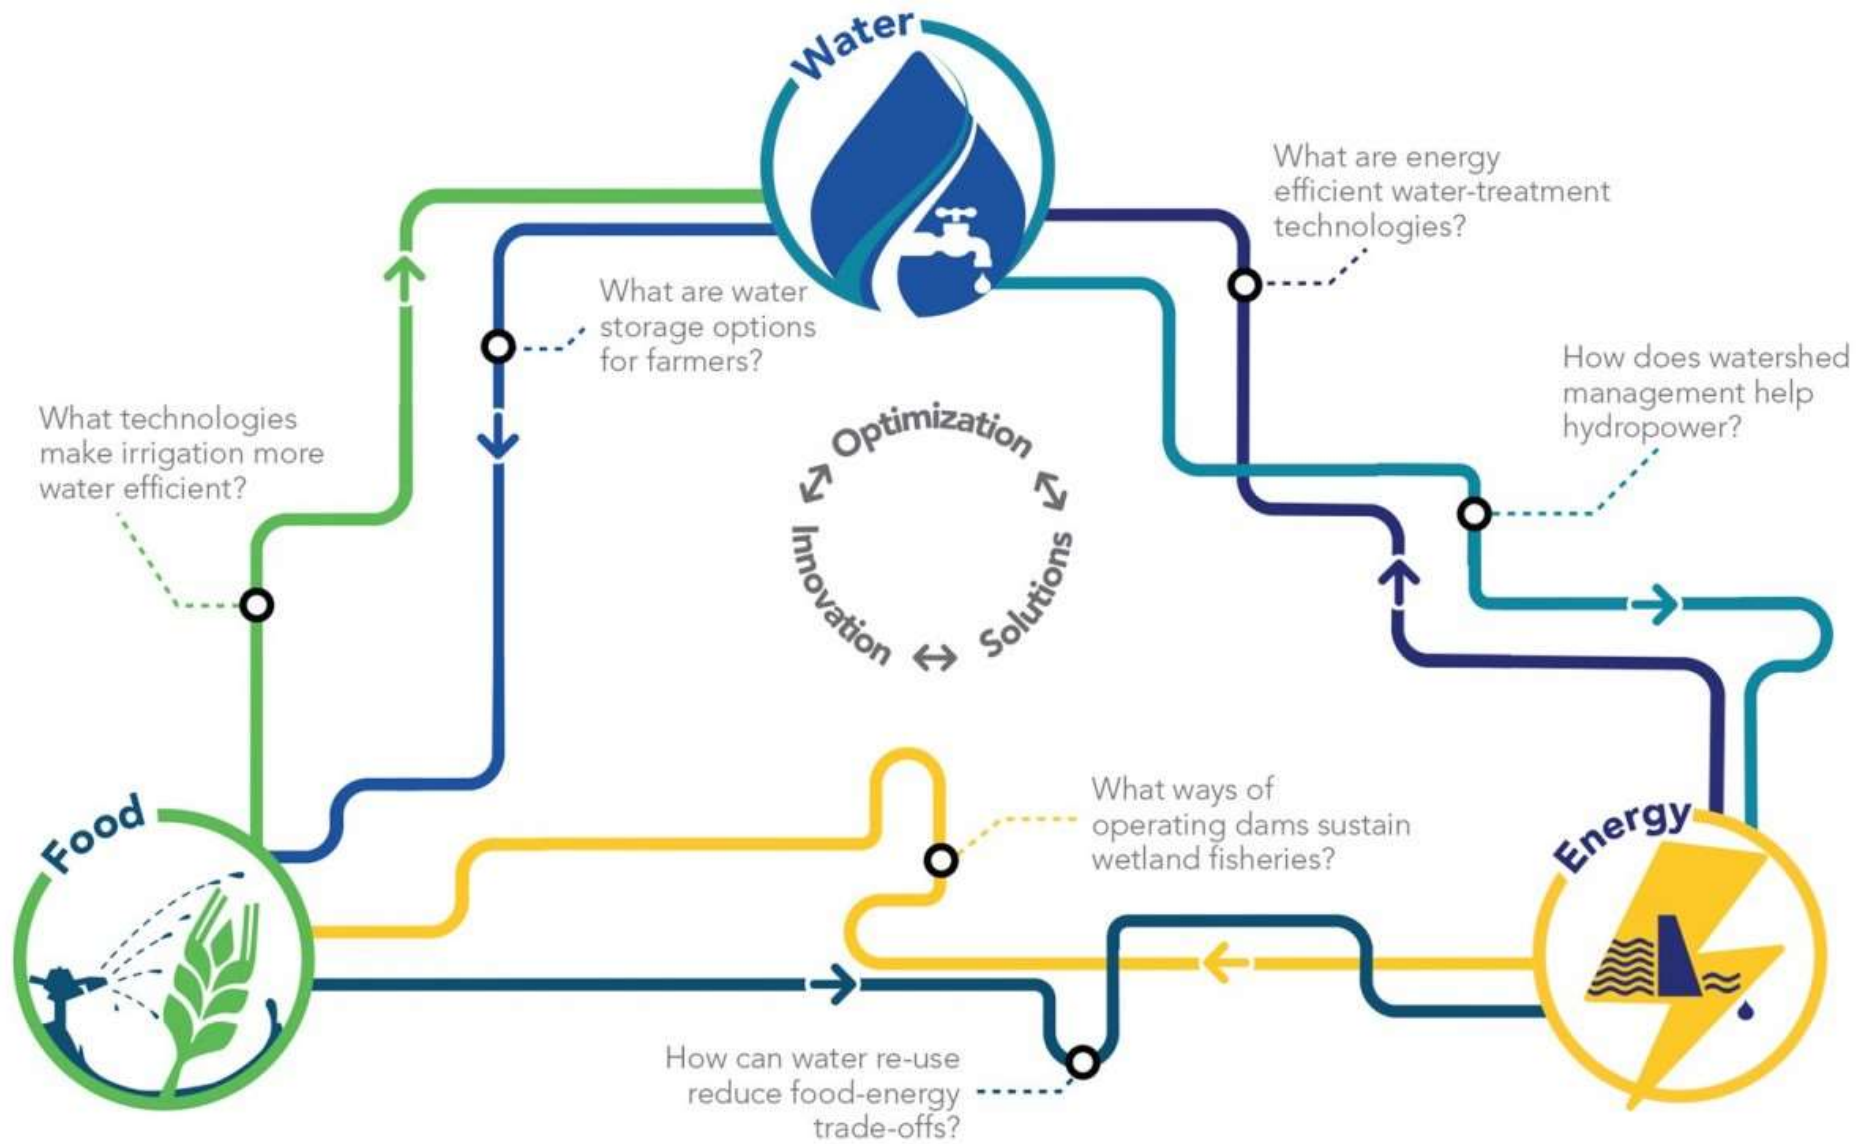 Water
What are energy
efficient water-treatment
technologies?
What are water
storage options
for farmers?
How does watershed
management help
hydropower?
What technologies
make irrigation more
water efficient?
Optimization
Innovation
Solutions
Food
What ways of
operating dams sustain
wetland fisheries?
Energy
How can water re-use
reduce food-energy
trade-offs?